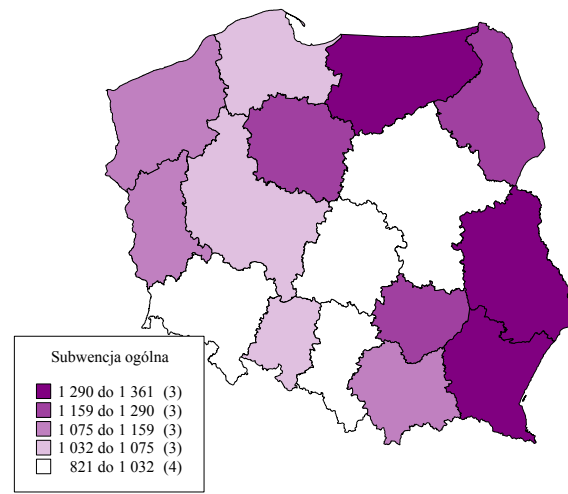 Subwencja ogólna
1 290 do 1 361 (3)
1 159 do 1 290 (3)
1 075 do 1 159 (3)
1 032 do 1 075 (3)
821 do 1 032 (4)